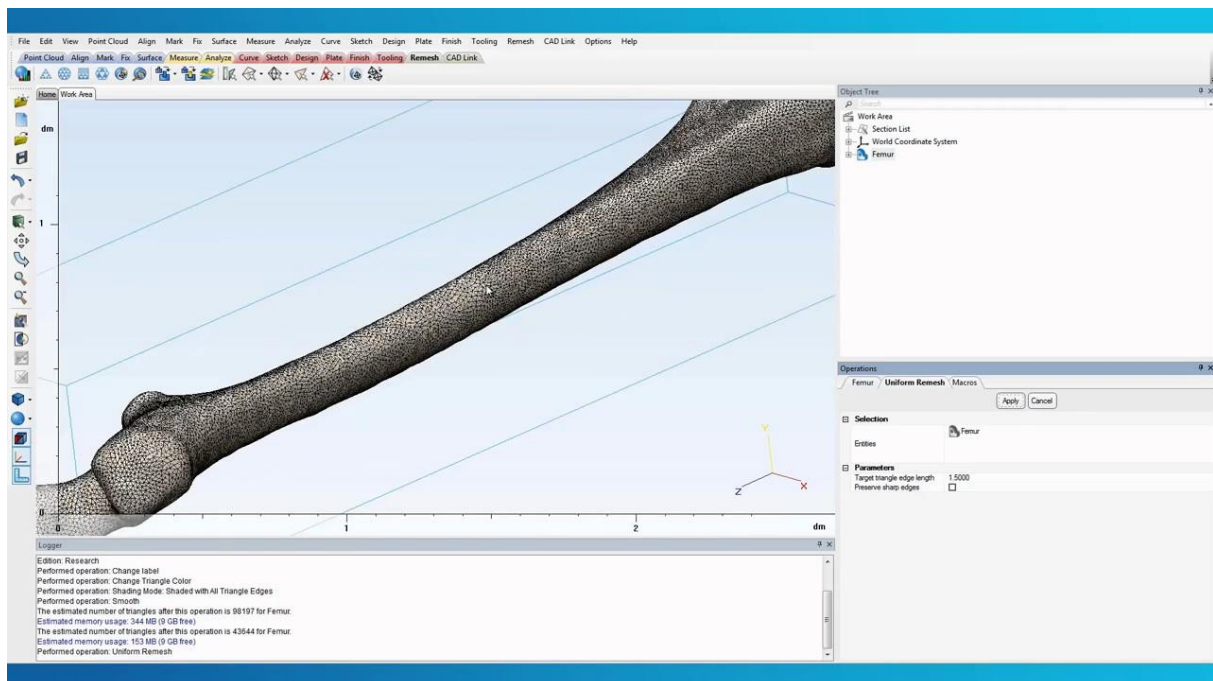 File Edit View Point Cloud Align Mark Fix Surface Measure Analyze Curve Sketch Design Plate Finish Tooling Remesh CAD Link Options Help
Point Cloud Align Mark Fix Surface Measure Analyze Curve Sketch Design Plate Finish Tooling Remesh CAD Link
Home Work Area
dm
1
0
0 1 2 dm
Y
Z X
Object Tree
Search
Work Area
Section List
World Coordinate System
Femur
Operations
Femur Uniform Remesh Macros
Apply Cancel
Selection
Entities Femur
Parameters
Target triangle edge length 1.5000
Preserve sharp edges
Logger
Edition: Research
Performed operation: Change label
Performed operation: Change Triangle Color
Performed operation: Shading Mode: Shaded with All Triangle Edges
Performed operation: Smooth
The estimated number of triangles after this operation is 98197 for Femur.
Estimated memory usage: 344 MB (9 GB free)
The estimated number of triangles after this operation is 43644 for Femur.
Estimated memory usage: 153 MB (9 GB free)
Performed operation: Uniform Remesh